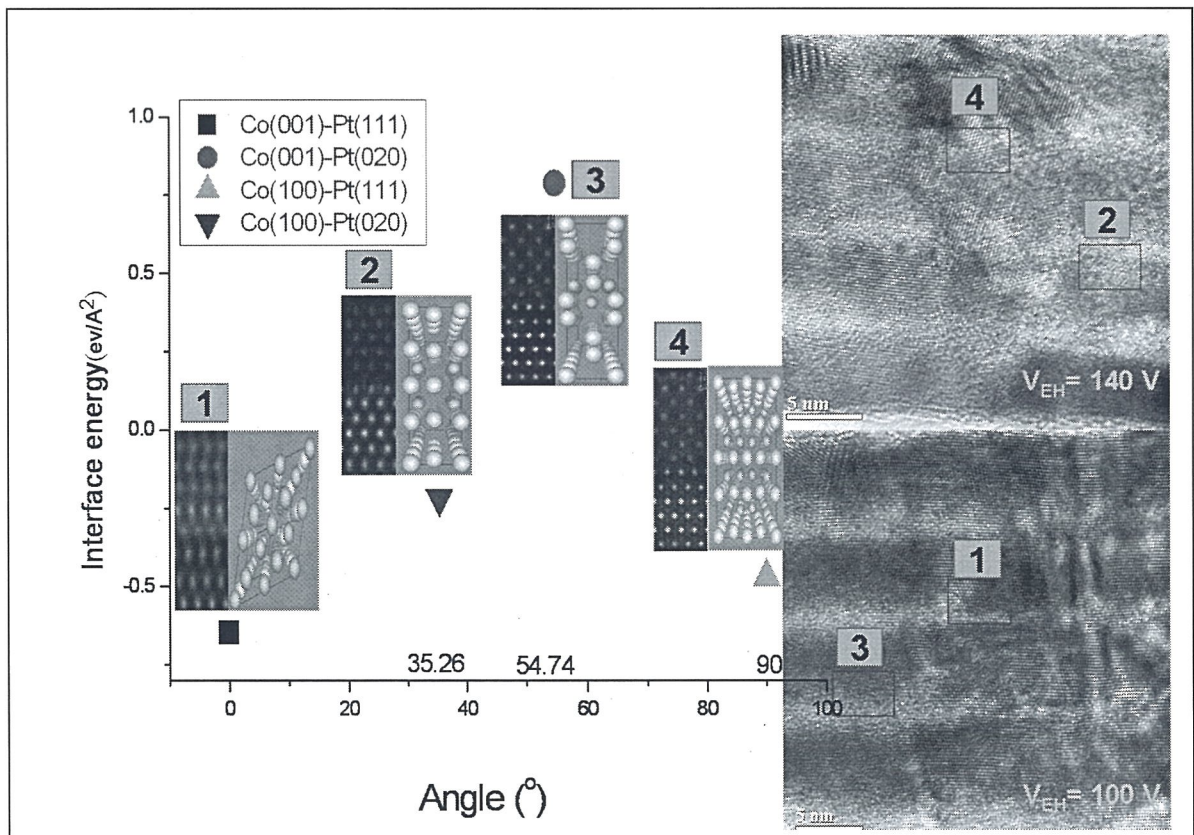 Co(001)-Pt(111)
Co(001)-Pt(020)
Co(100)-Pt(111)
Co(100)-Pt(020)
Interface energy(ev/A²)
1.0
0.5
0.0
-0.5
1
2
3
4
35.26
54.74
90
0
20
40
60
80
100
Angle (°)
4
2
V_EH= 140 V
5 nm
1
3
V_EH= 100 V
5 nm